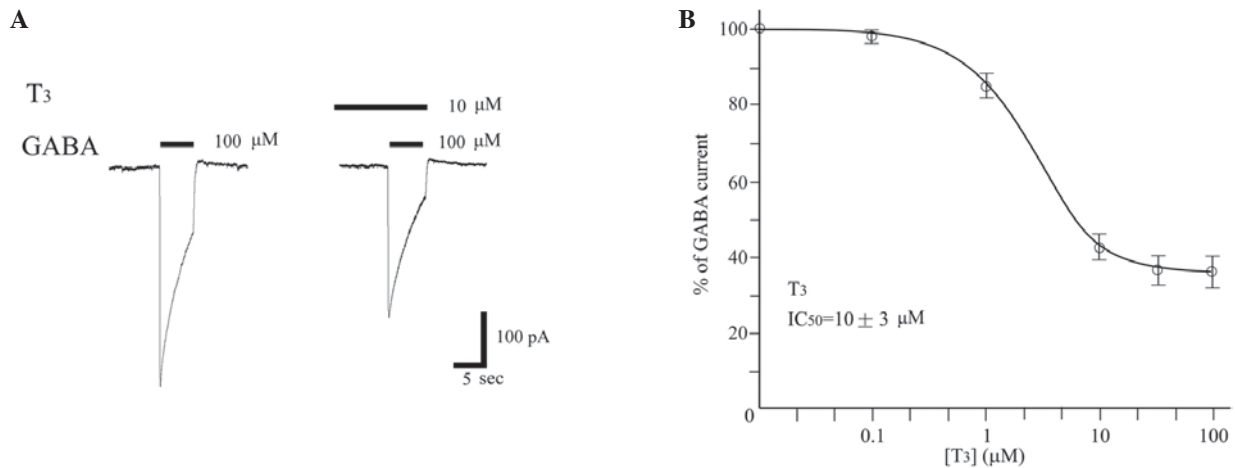 A
T3
10 μM
GABA
100 μM
100 μM
100 pA
5 sec
B
% of GABA current
100
80
60
40
20
0
T3
IC50=10 ± 3 μM
0.1
1
10
100
[T3] (μM)